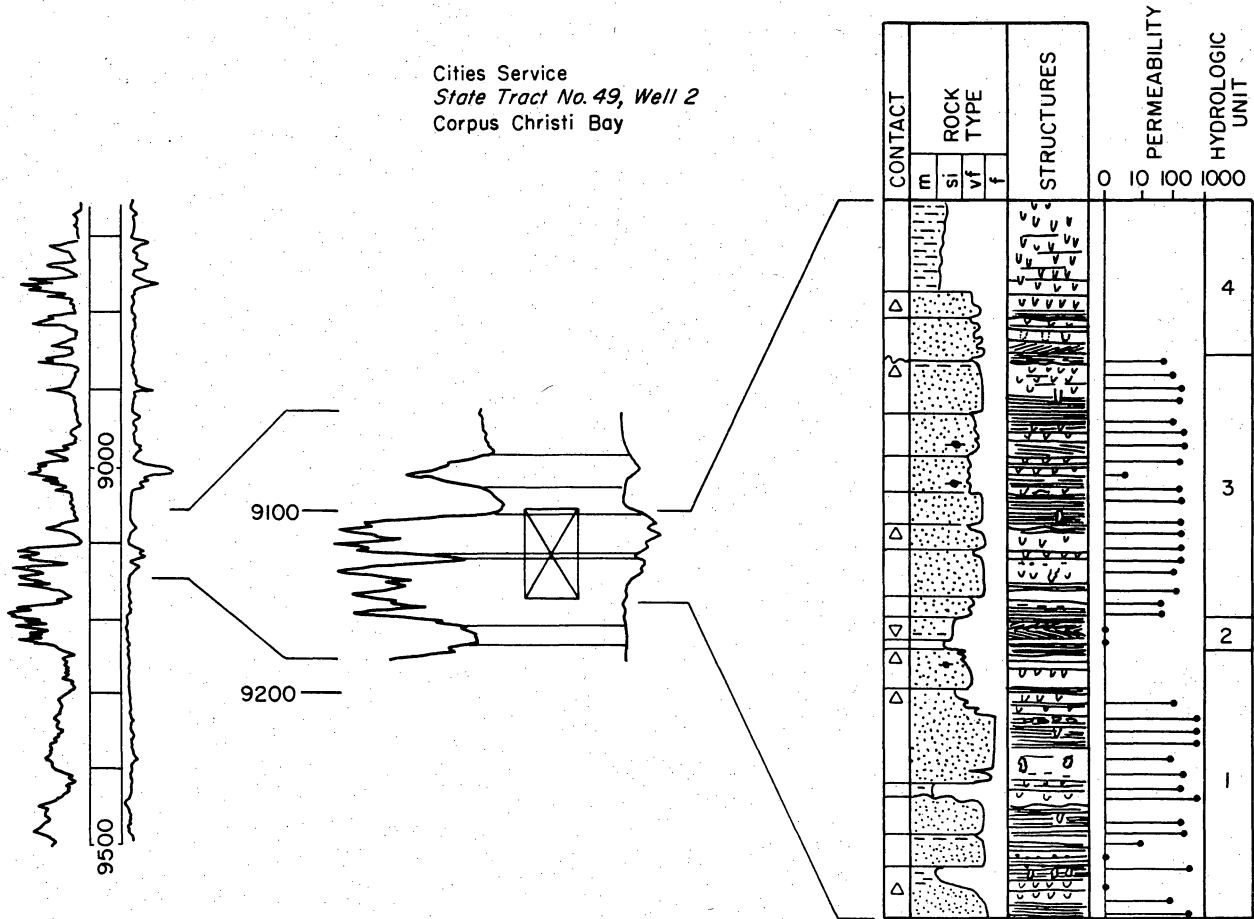 Cities Service
State Tract No. 49, Well 2
Corpus Christi Bay
9000
9500
9100
9200
CONTACT
ROCK
TYPE
m
si
vf
f
STRUCTURES
PERMEABILITY
0 10 100 1000
HYDROLOGIC
UNIT
4
3
2
1